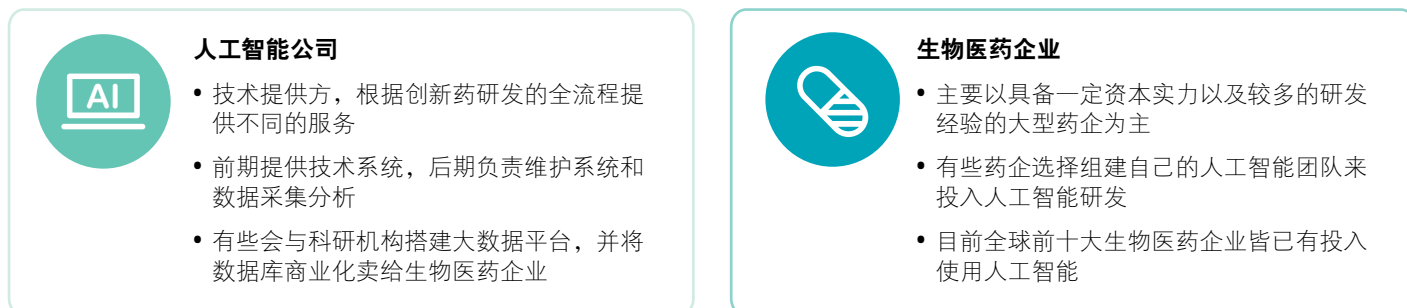 AI
人工智能公司
• 技术提供方，根据创新药研发的全流程提
供不同的服务
• 前期提供技术系统，后期负责维护系统和
数据采集分析
• 有些会与科研机构搭建大数据平台，并将
数据库商业化卖给生物医药企业
生物医药企业
• 主要以具备一定资本实力以及较多的研发
经验的大型药企为主
• 有些药企选择组建自己的人工智能团队来
投入人工智能研发
• 目前全球前十大生物医药企业皆已有投入
使用人工智能